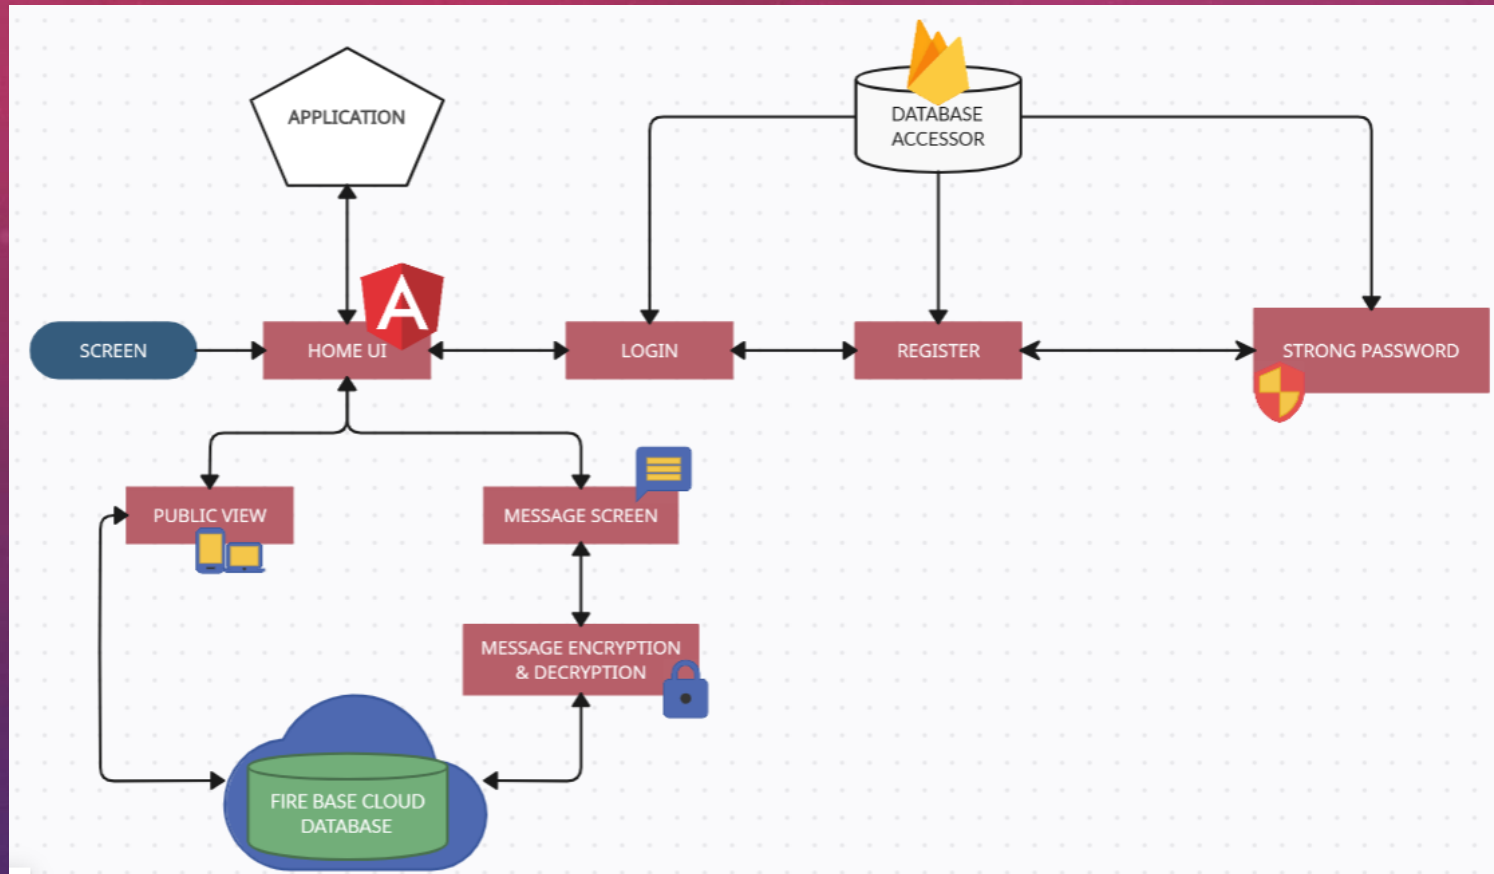 APPLICATION
DATABASE
ACCESSOR
SCREEN
HOME UI
LOGIN
REGISTER
STRONG PASSWORD
PUBLIC VIEW
MESSAGE SCREEN
MESSAGE ENCRYPTION
& DECRYPTION
FIRE BASE CLOUD
DATABASE